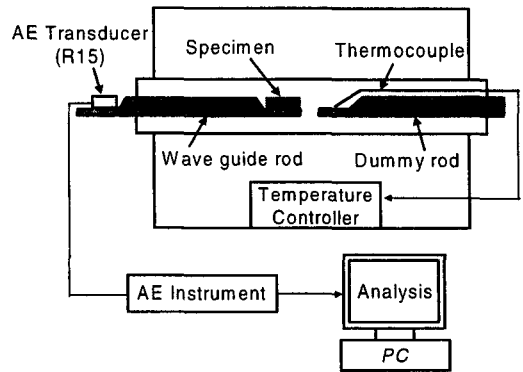 AE Transducer
(R15)
Specimen
Thermocouple
Wave guide rod
Dummy rod
Temperature
Controller
AE Instrument
Analysis
PC